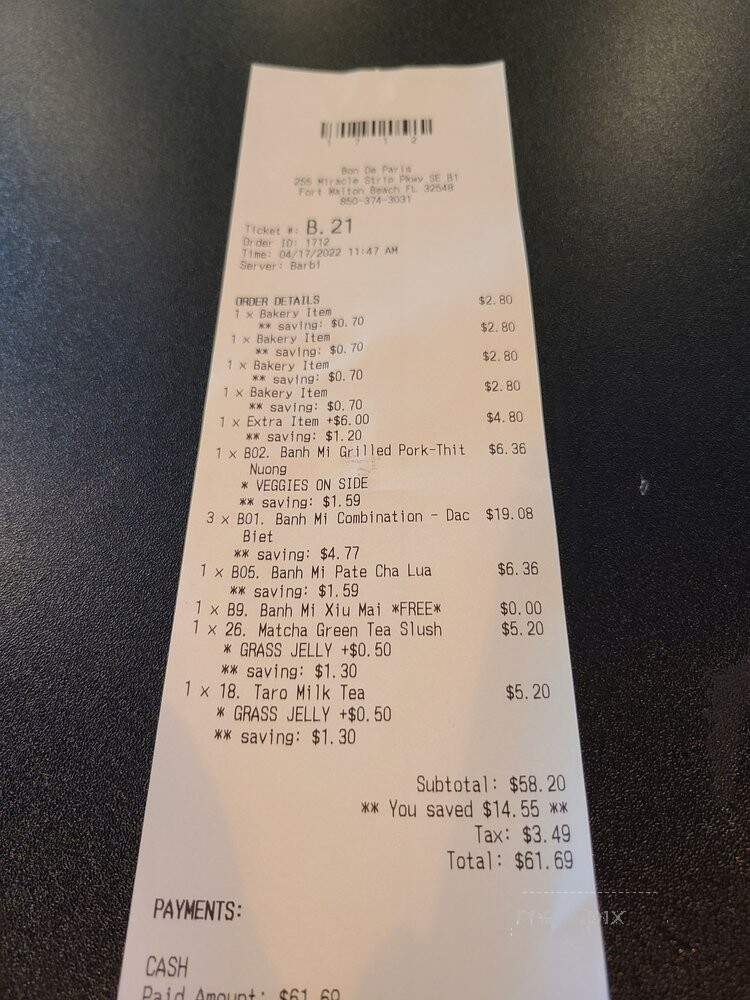 1 7 1 2
Bon De Paris
255 Miracle Strip Pkwy SE B1
Fort Walton Beach FL 32548
850-374-3031
Ticket #: B. 21
Order ID: 1712
Time: 04/17/2022 11:47 AM
Server: Barbi
ORDER DETAILS
1 x Bakery Item $2.80
** saving: $0.70
1 x Bakery Item $2.80
** saving: $0.70
1 x Bakery Item $2.80
** saving: $0.70
1 x Bakery Item $2.80
** saving: $0.70
1 x Extra Item +$6.00 $4.80
** saving: $1.20
1 x B02. Banh Mi Grilled Pork-Thit $6.36
Nuong
* VEGGIES ON SIDE
** saving: $1.59
3 x B01. Banh Mi Combination - Dac $19.08
Biet
** saving: $4.77
1 x B05. Banh Mi Pate Cha Lua $6.36
** saving: $1.59
1 x B9. Banh Mi Xiu Mai *FREE* $0.00
1 x 26. Matcha Green Tea Slush $5.20
* GRASS JELLY +$0.50
** saving: $1.30
1 x 18. Taro Milk Tea $5.20
* GRASS JELLY +$0.50
** saving: $1.30
Subtotal: $58.20
** You saved $14.55 **
Tax: $3.49
Total: $61.69
PAYMENTS:
CASH
Paid Amount: $61.69